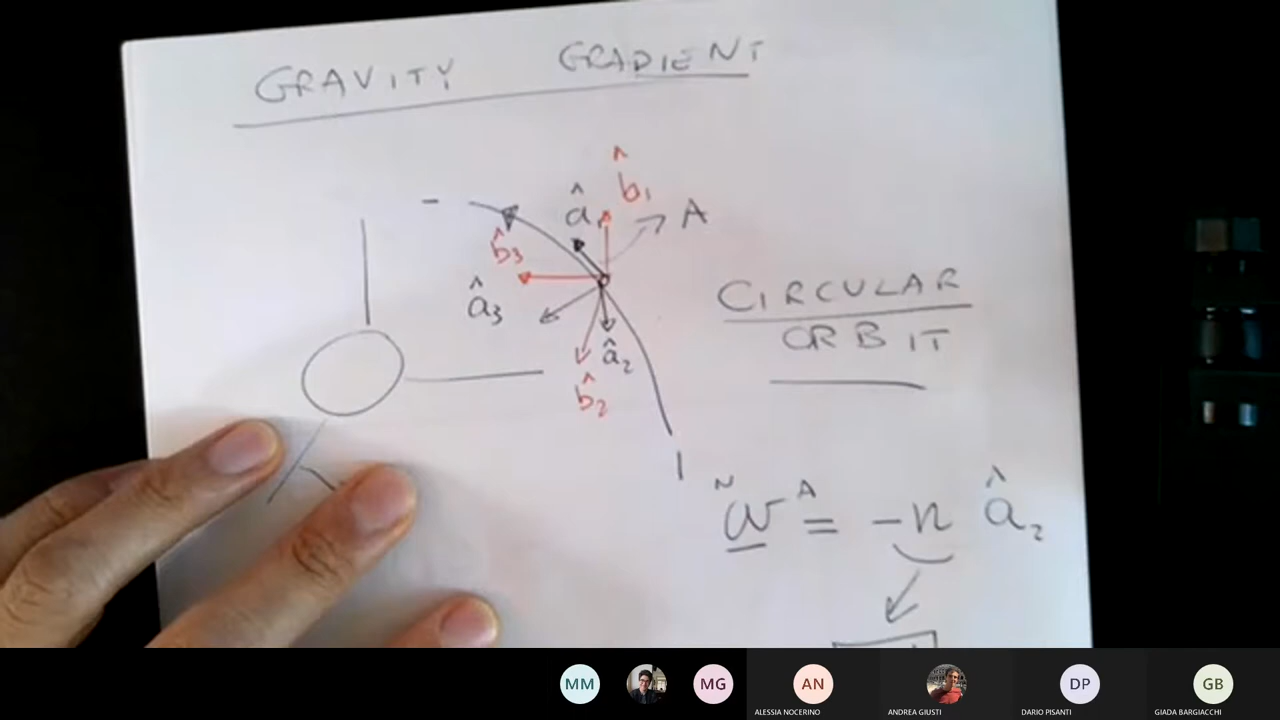 GRAVITY GRADIENT
b̂₁
â₁
A
b̂₃
â₃
â₂
b̂₂
CIRCULAR
ORBIT
ᴺω̲ᴬ = -n â₂
MM
MG
AN
DP
GB
ALESSIA NOCERINO
ANDREA GIUSTI
DARIO PISANTI
GIADA BARGIACCHI